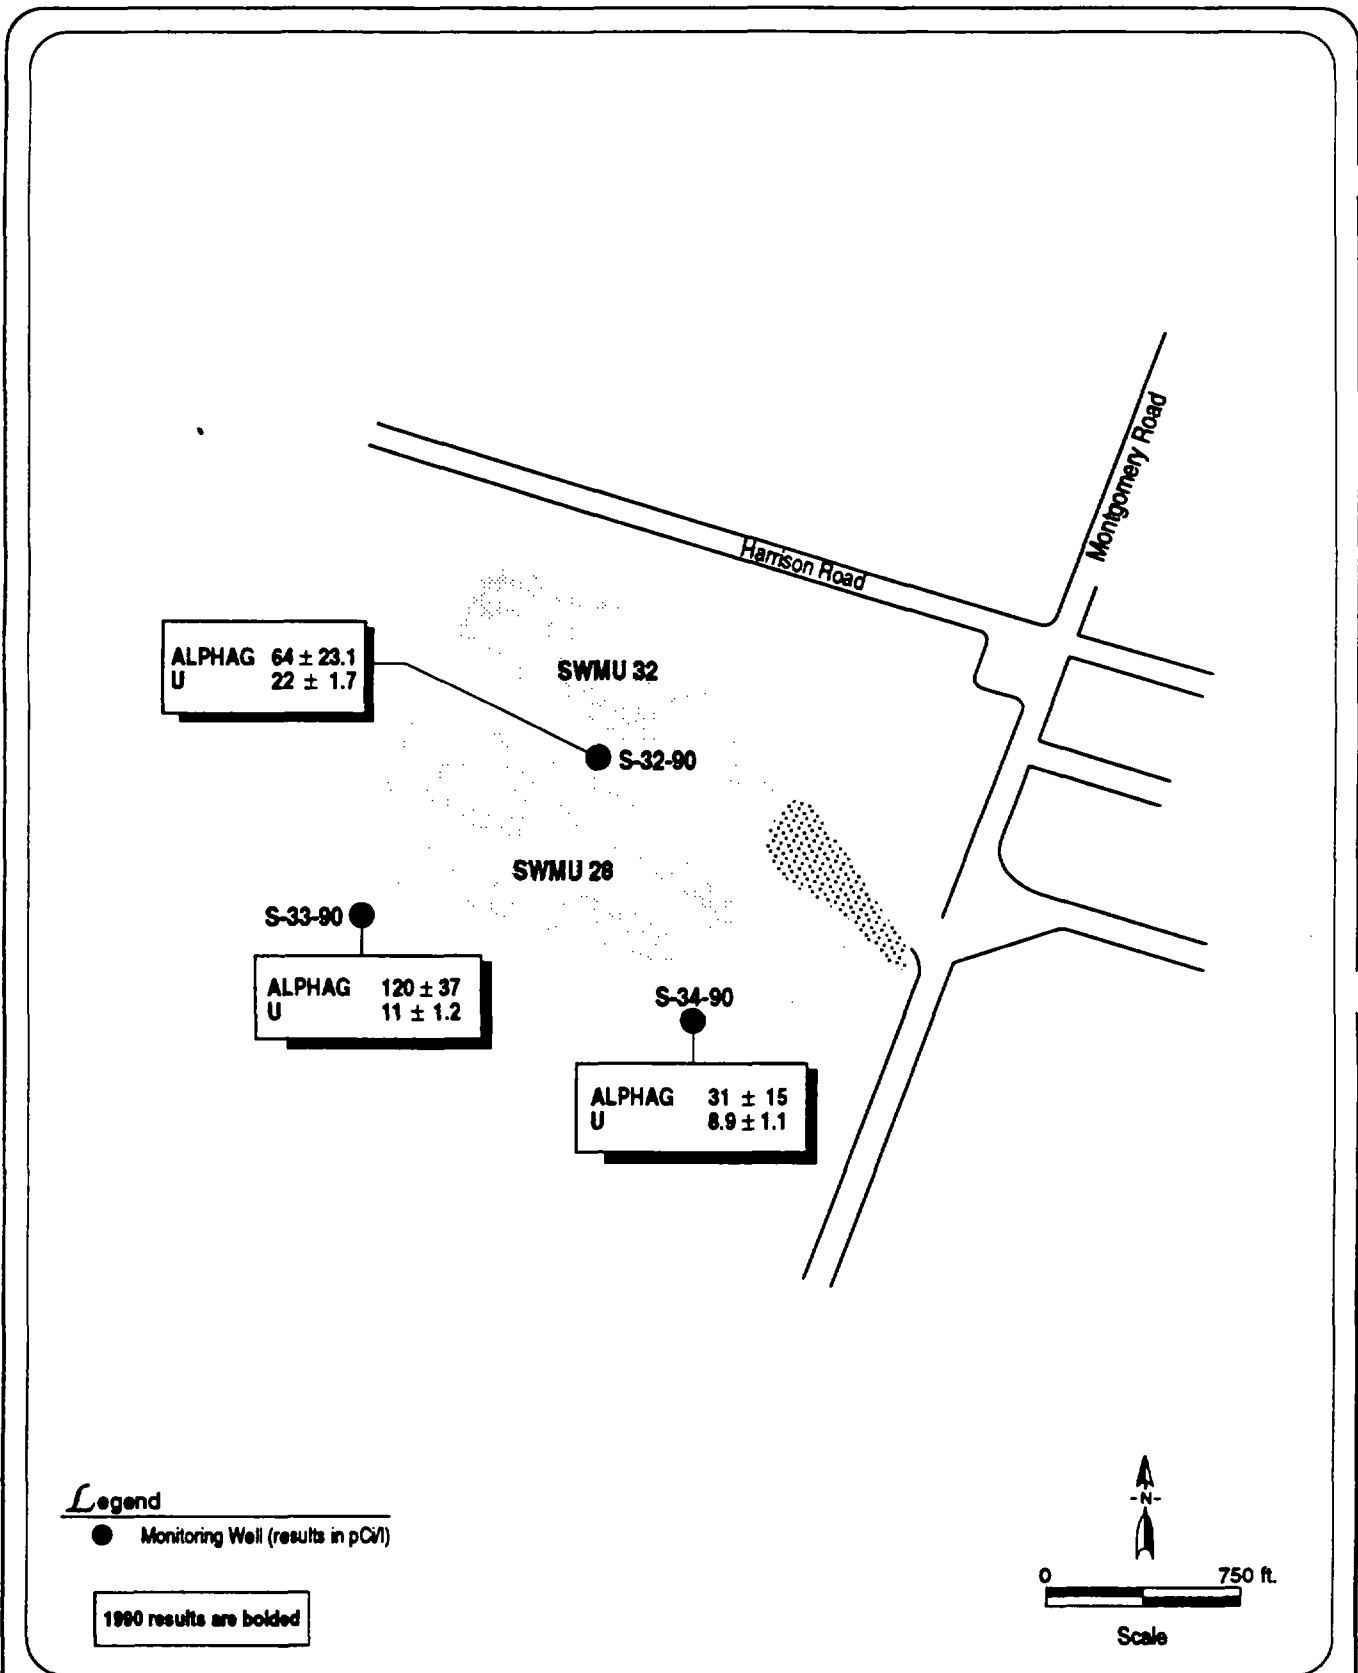 Montgomery Road
Harrison Road
ALPHAG 64 ± 23.1
U 22 ± 1.7
SWMU 32
S-32-90
SWMU 28
S-33-90
ALPHAG 120 ± 37
U 11 ± 1.2
S-34-90
ALPHAG 31 ± 15
U 8.9 ± 1.1
Legend
Monitoring Well (results in pCi/l)
1990 results are bolded
-N-
0 750 ft.
Scale